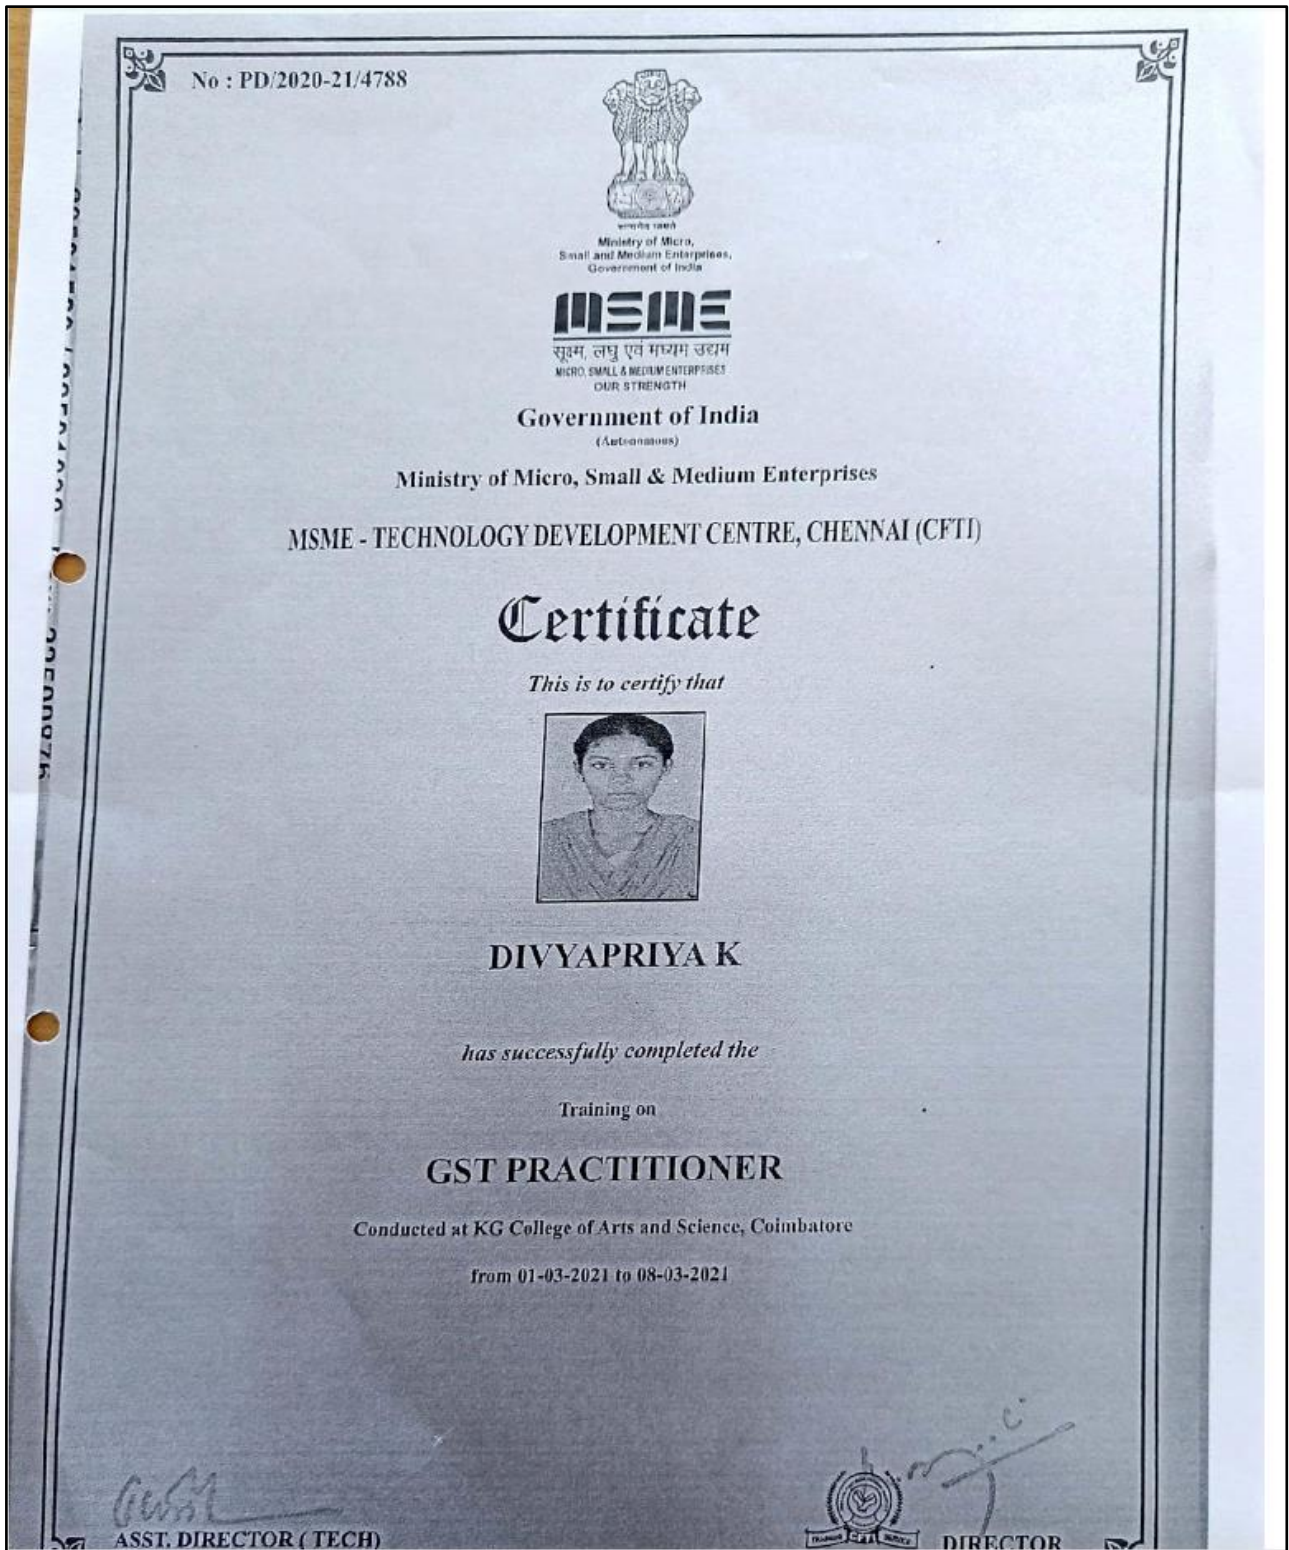 No : PD/2020-21/4788
Ministry of Micro,
Small and Medium Enterprises,
Government of India
MSME
सूक्ष्म, लघु एवं मध्यम उद्यम
MICRO, SMALL & MEDIUM ENTERPRISES
OUR STRENGTH
Government of India
(Autonomous)
Ministry of Micro, Small & Medium Enterprises
MSME - TECHNOLOGY DEVELOPMENT CENTRE, CHENNAI (CFTI)
Certificate
This is to certify that
DIVYAPRIYA K
has successfully completed the
Training on
GST PRACTITIONER
Conducted at KG College of Arts and Science, Coimbatore
from 01-03-2021 to 08-03-2021
ASST. DIRECTOR ( TECH)
CFTI
DIRECTOR